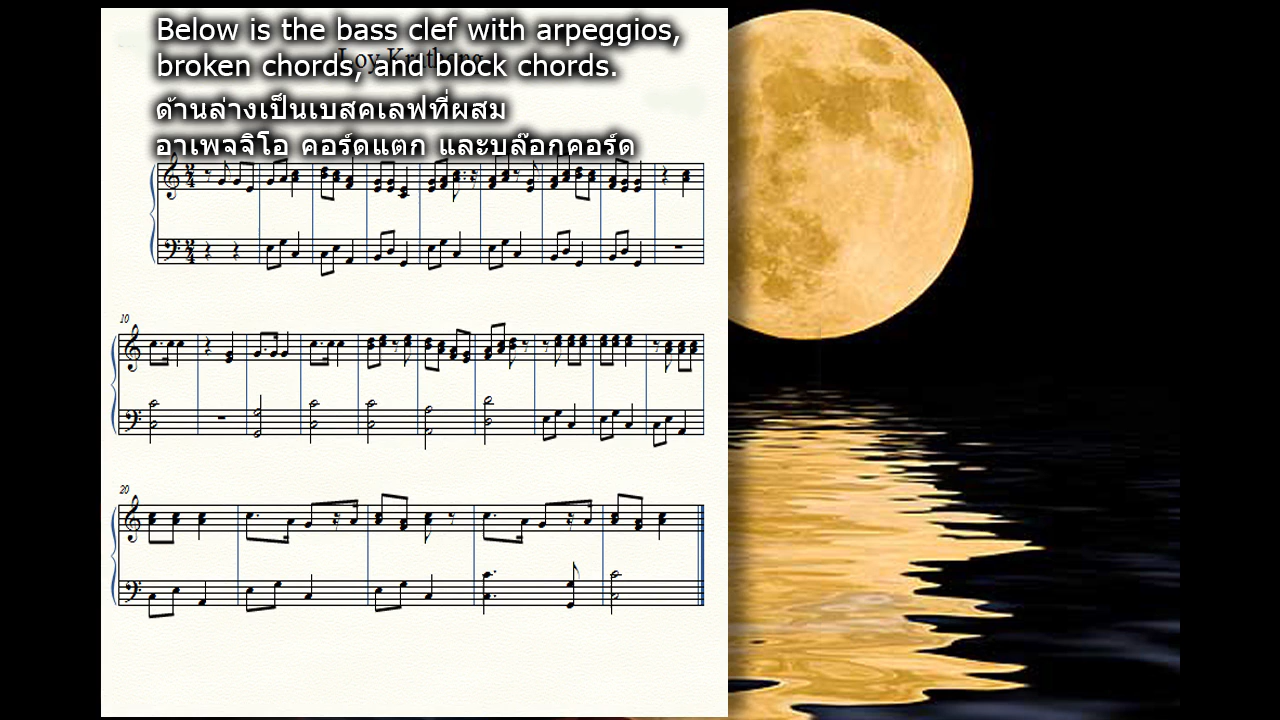 Below is the bass clef with arpeggios,
Loy Krathong
broken chords, and block chords.
ด้านล่างเป็นเบสคเลฟที่ผสม
อาเพจจิโอ คอร์ดแตก และบล๊อกคอร์ด
10
20